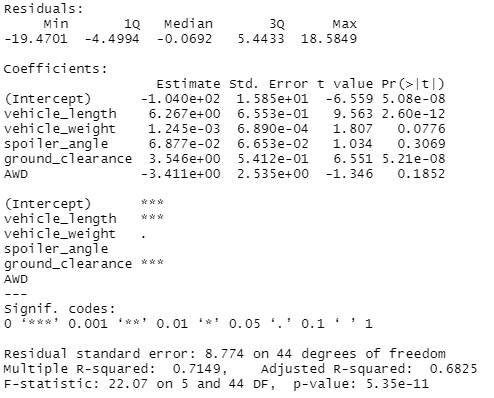 Residuals:
     Min       1Q   Median       3Q      Max
-19.4701  -4.4994  -0.0692   5.4433  18.5849

Coefficients:
                   Estimate Std. Error t value Pr(>|t|)
(Intercept)      -1.040e+02  1.585e+01  -6.559 5.08e-08
vehicle_length    6.267e+00  6.553e-01   9.563 2.60e-12
vehicle_weight    1.245e-03  6.890e-04   1.807   0.0776
spoiler_angle     6.877e-02  6.653e-02   1.034   0.3069
ground_clearance  3.546e+00  5.412e-01   6.551 5.21e-08
AWD              -3.411e+00  2.535e+00  -1.346   0.1852

(Intercept)      ***
vehicle_length   ***
vehicle_weight   .
spoiler_angle
ground_clearance ***
AWD
---
Signif. codes:
0 ‘***’ 0.001 ‘**’ 0.01 ‘*’ 0.05 ‘.’ 0.1 ‘ ’ 1

Residual standard error: 8.774 on 44 degrees of freedom
Multiple R-squared:  0.7149,    Adjusted R-squared:  0.6825
F-statistic: 22.07 on 5 and 44 DF,  p-value: 5.35e-11